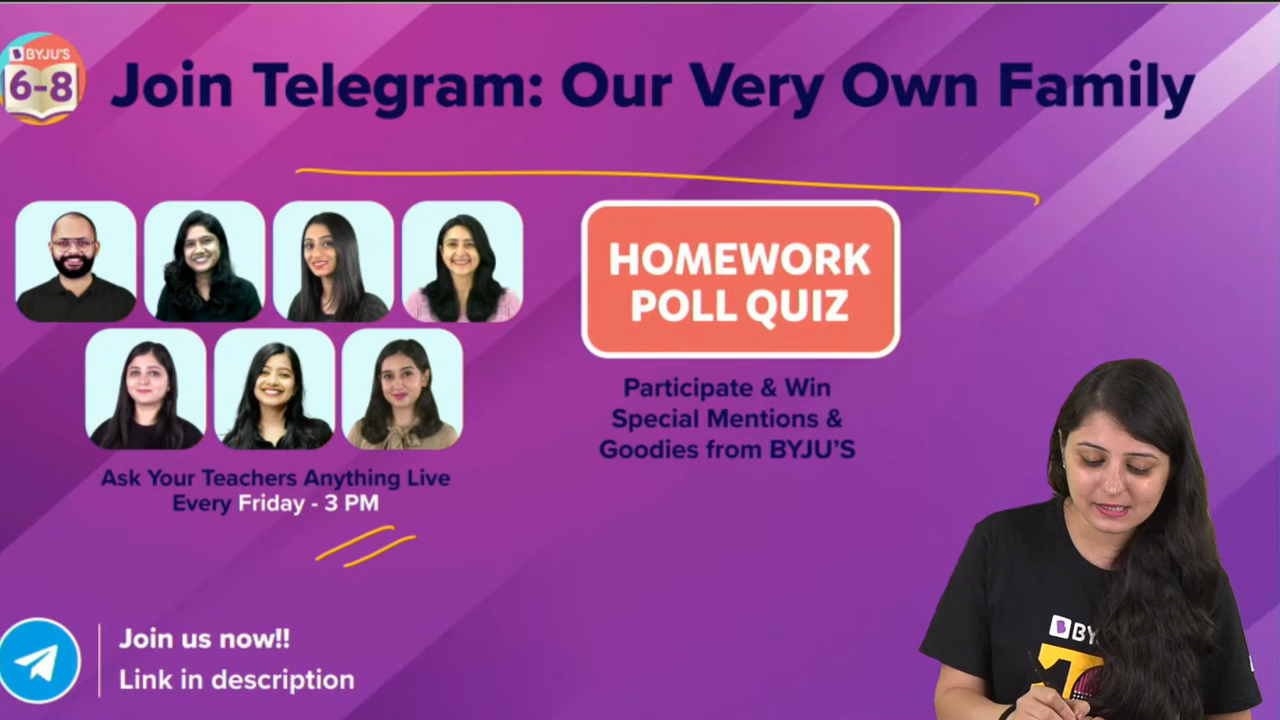 BYJU'S
6-8
Join Telegram: Our Very Own Family
HOMEWORK
POLL QUIZ
Participate & Win
Special Mentions &
Goodies from BYJU'S
Ask Your Teachers Anything Live
Every Friday - 3 PM
Join us now!!
Link in description